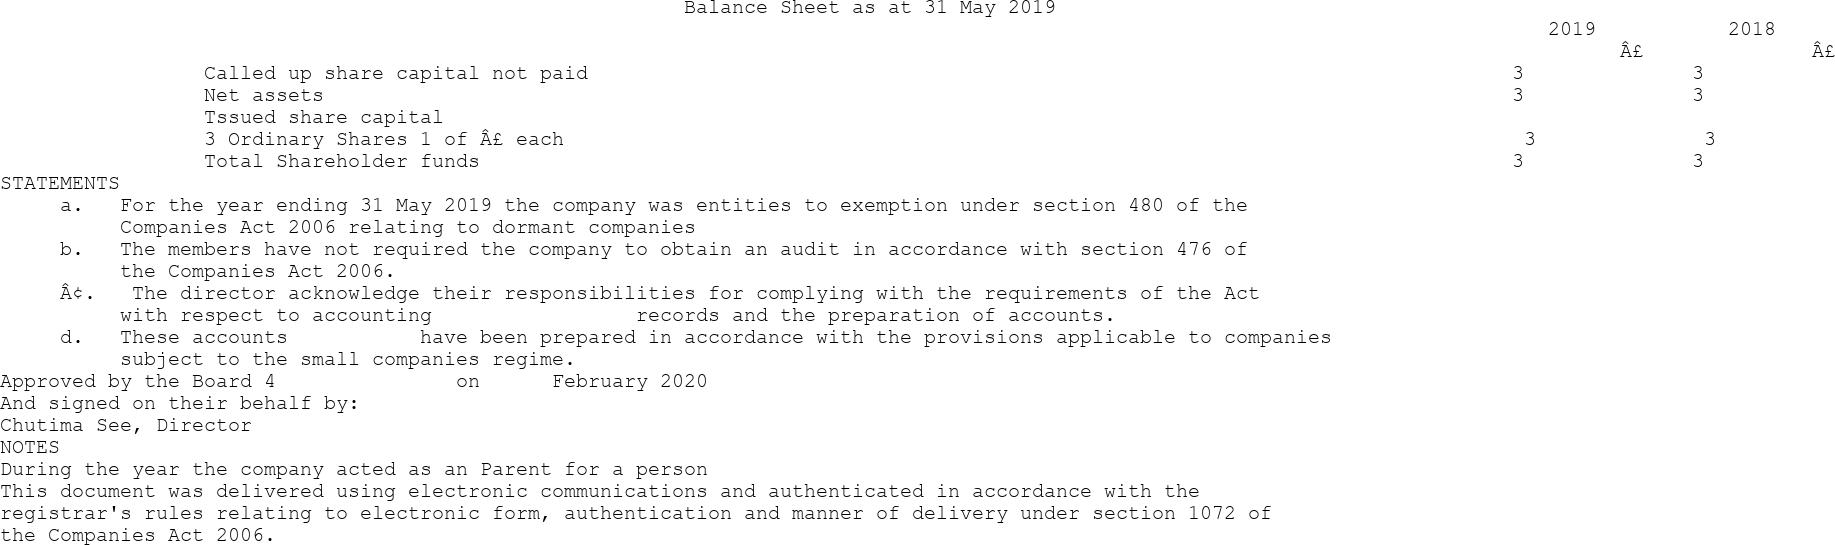 Balance Sheet as at 31 May 2019
2019 2018
Â£ Â£
Called up share capital not paid 3 3
Net assets 3 3
Tssued share capital
3 Ordinary Shares 1 of Â£ each 3 3
Total Shareholder funds 3 3
STATEMENTS
a. For the year ending 31 May 2019 the company was entities to exemption under section 480 of the
Companies Act 2006 relating to dormant companies
b. The members have not required the company to obtain an audit in accordance with section 476 of
the Companies Act 2006.
Â¢. The director acknowledge their responsibilities for complying with the requirements of the Act
with respect to accounting records and the preparation of accounts.
d. These accounts have been prepared in accordance with the provisions applicable to companies
subject to the small companies regime.
Approved by the Board 4 on February 2020
And signed on their behalf by:
Chutima See, Director
NOTES
During the year the company acted as an Parent for a person
This document was delivered using electronic communications and authenticated in accordance with the
registrar's rules relating to electronic form, authentication and manner of delivery under section 1072 of
the Companies Act 2006.